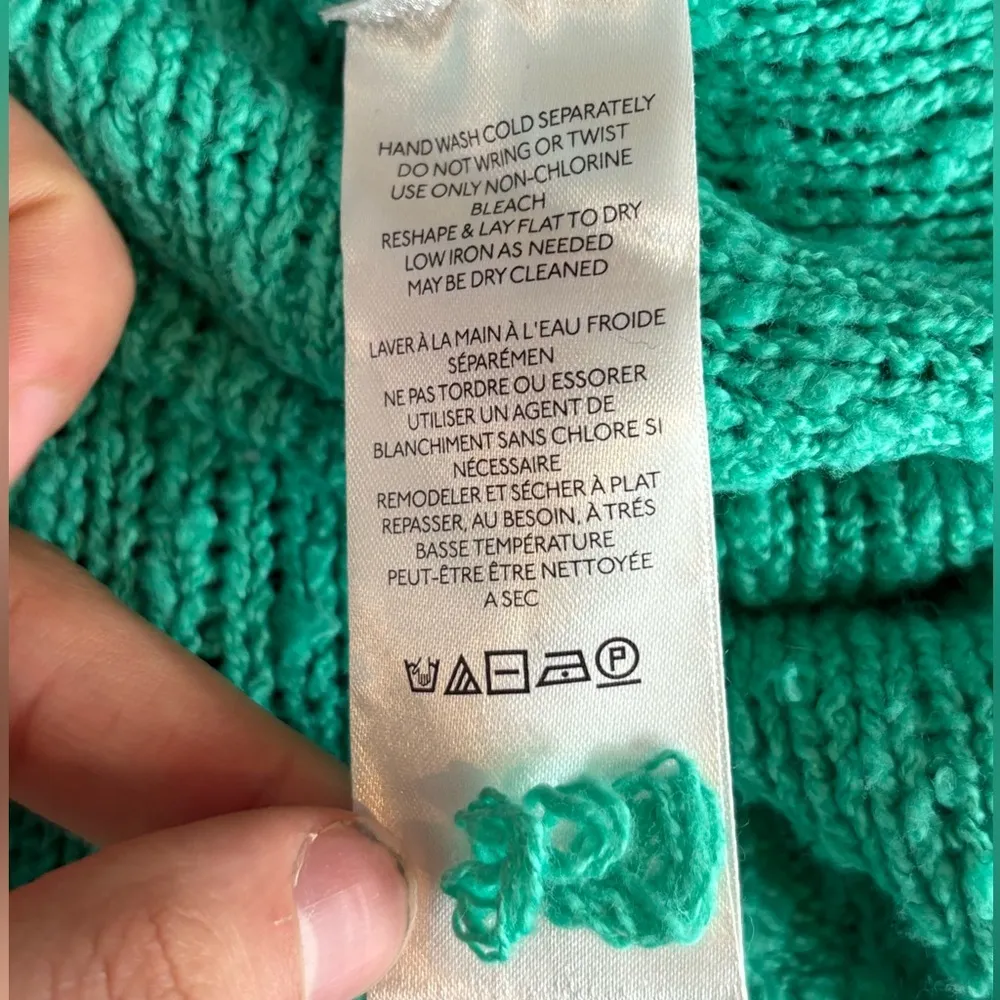 HAND WASH COLD SEPARATELY
DO NOT WRING OR TWIST
USE ONLY NON-CHLORINE
BLEACH
RESHAPE & LAY FLAT TO DRY
LOW IRON AS NEEDED
MAY BE DRY CLEANED
LAVER À LA MAIN À L'EAU FROIDE
SÉPARÉMEN
NE PAS TORDRE OU ESSORER
UTILISER UN AGENT DE
BLANCHIMENT SANS CHLORE SI
NÉCESSAIRE
REMODELER ET SÉCHER À PLAT
REPASSER, AU BESOIN, À TRÉS
BASSE TEMPÉRATURE
PEUT-ÊTRE ÊTRE NETTOYÉE
A SEC
P